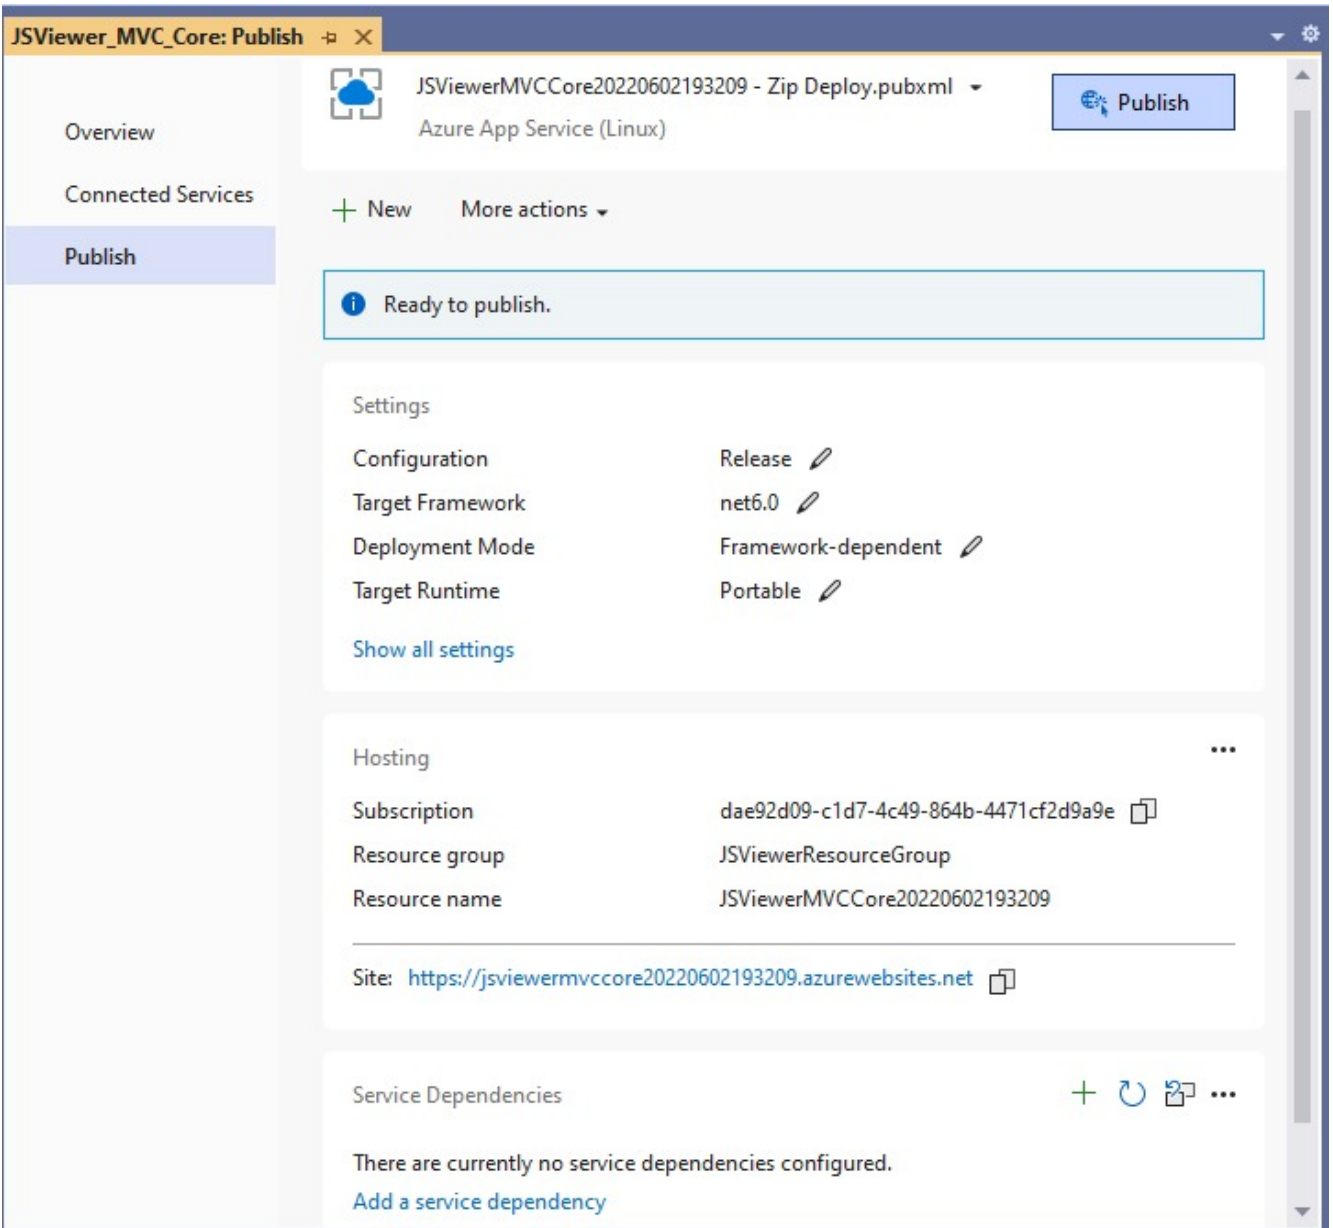 JSViewer_MVC_Core: Publish
JSViewerMVCCore20220602193209 - Zip Deploy.pubxml
Azure App Service (Linux)
Publish
Overview
Connected Services
Publish
New More actions
Ready to publish.
Settings
Configuration Release
Target Framework net6.0
Deployment Mode Framework-dependent
Target Runtime Portable
Show all settings
Hosting
Subscription dae92d09-c1d7-4c49-864b-4471cf2d9a9e
Resource group JSViewerResourceGroup
Resource name JSViewerMVCCore20220602193209
Site: https://jsviewermvccore20220602193209.azurewebsites.net
Service Dependencies
There are currently no service dependencies configured.
Add a service dependency